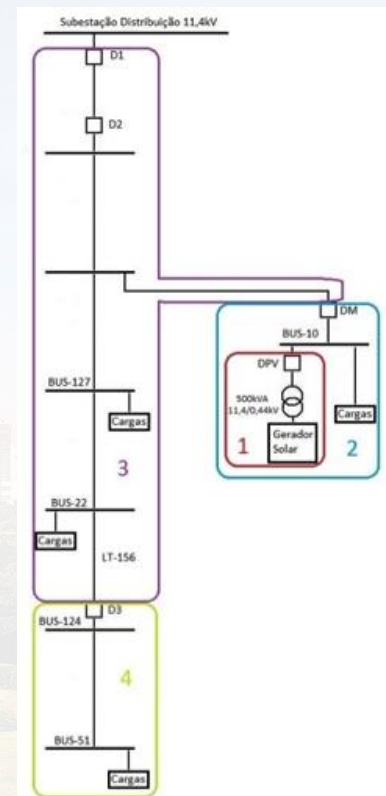 Subestação Distribuição 11,4kV
D1
D2
DM
BUS-10
DPV
500kVA
11,4/0,44kV
Cargas
Gerador
Solar
1
2
BUS-127
Cargas
3
BUS-22
Cargas
LT-156
D3
BUS-124
4
BUS-51
Cargas